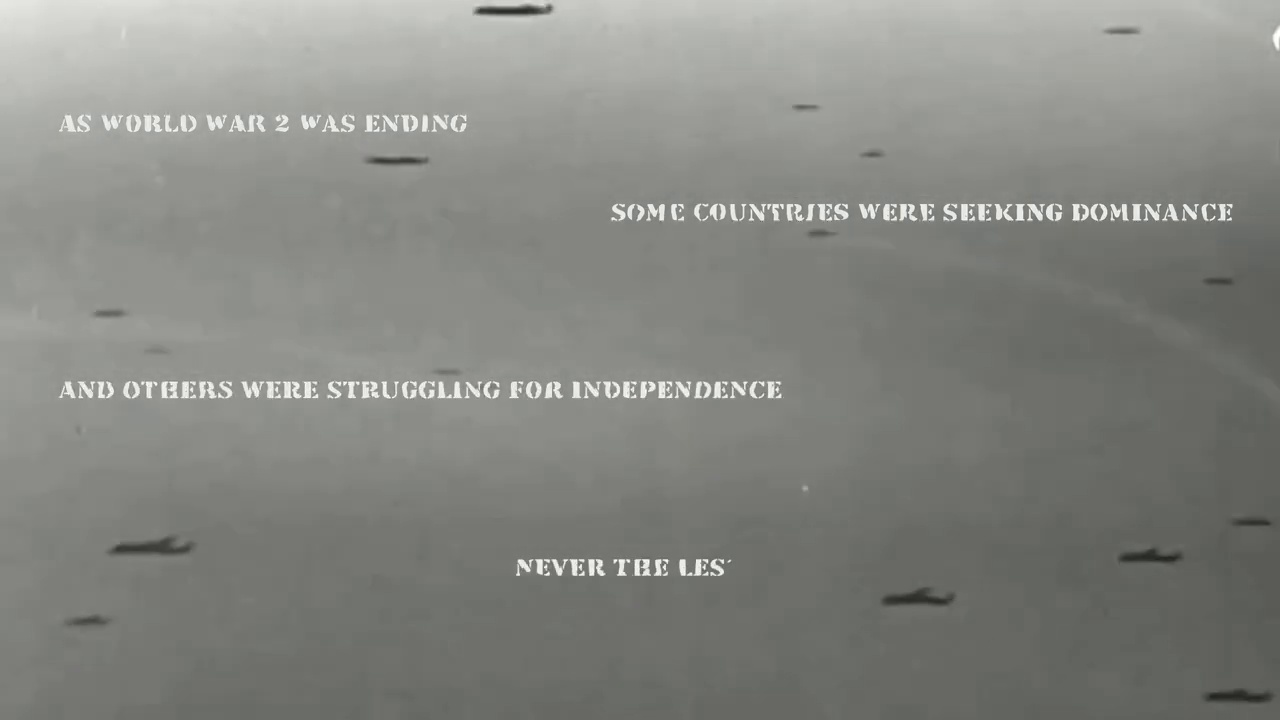 AS WORLD WAR 2 WAS ENDING
SOME COUNTRIES WERE SEEKING DOMINANCE
AND OTHERS WERE STRUGGLING FOR INDEPENDENCE
NEVER THE LES